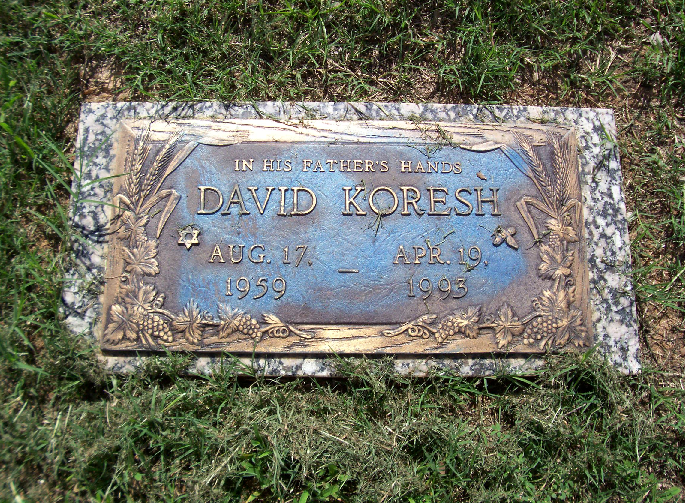 IN HIS FATHER'S HANDS
DAVID KORESH
AUG. 17. – APR. 19.
1959 1993